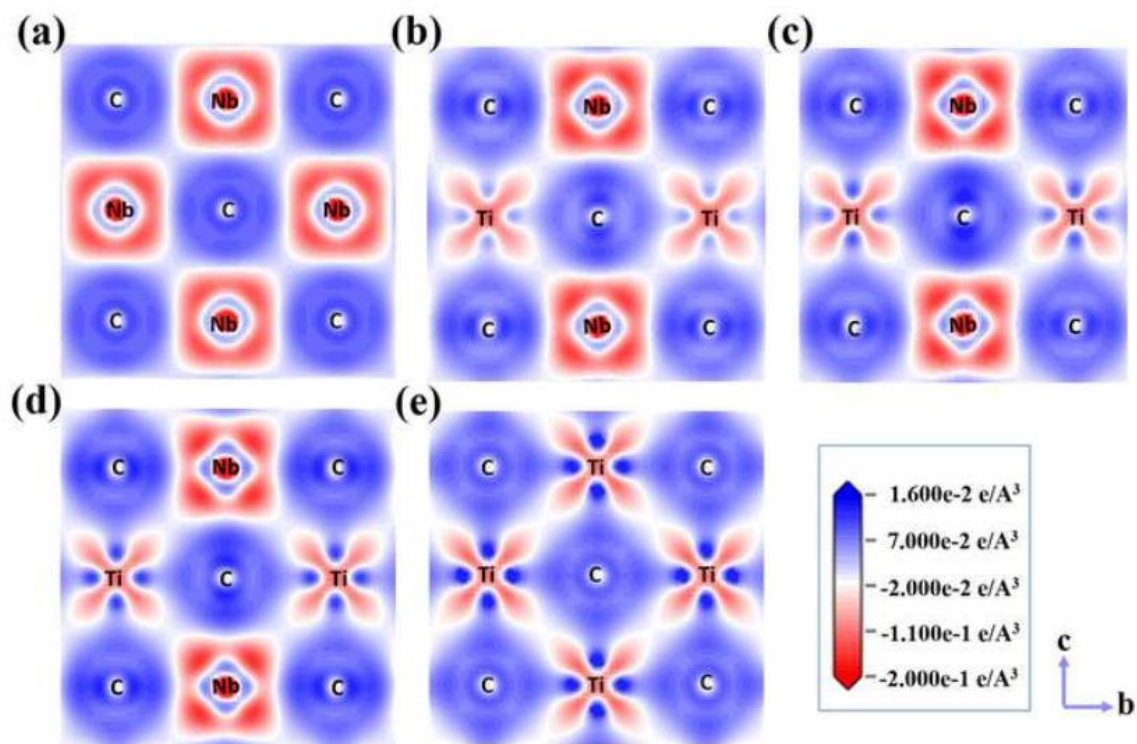 (a) (b) (c)
C Nb C
Nb C Nb
C Nb C
C Nb C
Ti C Ti
C Nb C
C Nb C
Ti C Ti
C Nb C
(d) (e)
C Nb C
Ti C Ti
C Nb C
C Ti C
Ti C Ti
C Ti C
1.600e-2 e/A³
7.000e-2 e/A³
-2.000e-2 e/A³
-1.100e-1 e/A³
-2.000e-1 e/A³
c
b